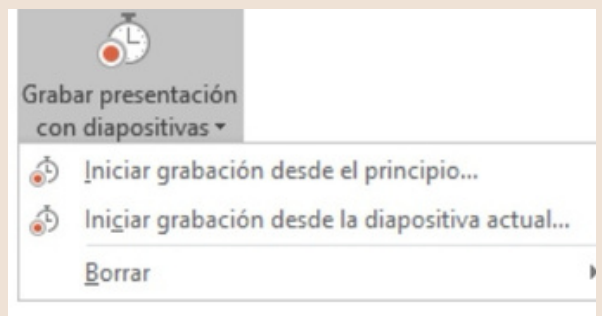 Grabar presentación
con diapositivas
Iniciar grabación desde el principio...
Iniciar grabación desde la diapositiva actual...
Borrar